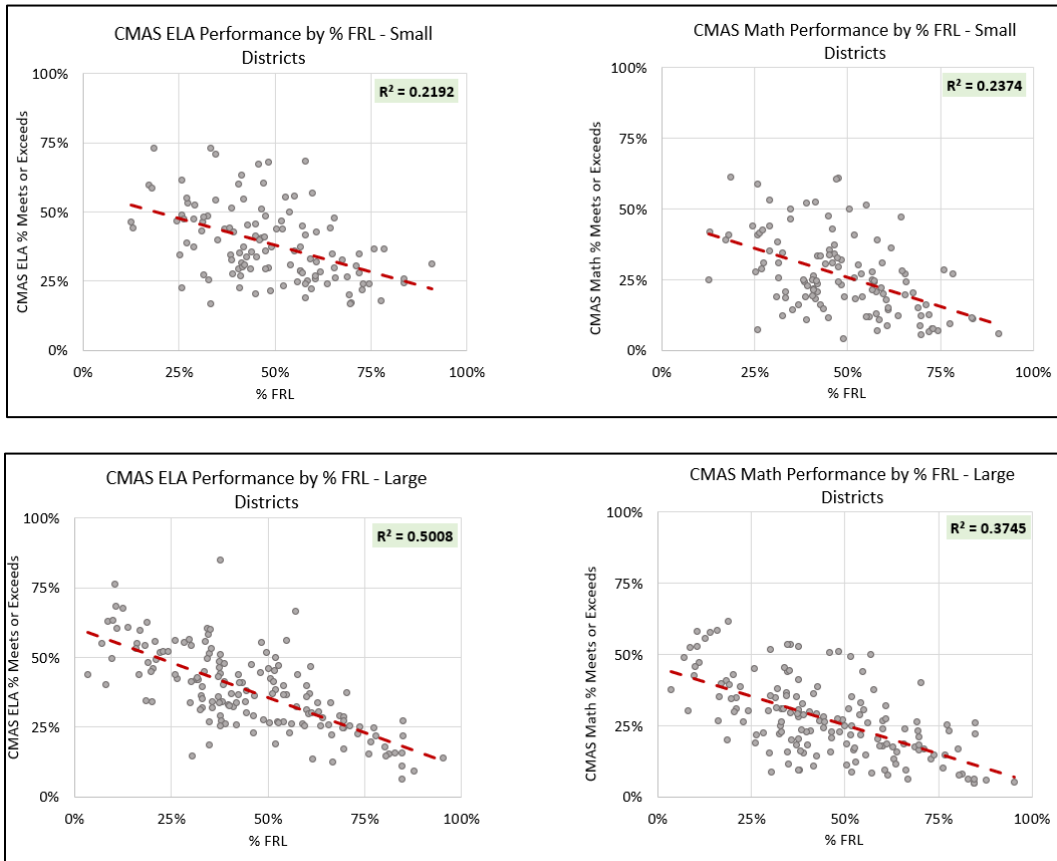 CMAS ELA Performance by % FRL - Small
Districts
R² = 0.2192
100%
75%
50%
25%
0%
CMAS ELA % Meets or Exceeds
0% 25% 50% 75% 100%
% FRL
CMAS Math Performance by % FRL - Small
Districts
R² = 0.2374
100%
75%
50%
25%
0%
CMAS Math % Meets or Exceeds
0% 25% 50% 75% 100%
% FRL
CMAS ELA Performance by % FRL - Large
Districts
R² = 0.5008
100%
75%
50%
25%
0%
CMAS ELA % Meets or Exceeds
0% 25% 50% 75% 100%
% FRL
CMAS Math Performance by % FRL - Large
Districts
R² = 0.3745
100%
75%
50%
25%
0%
CMAS Math % Meets or Exceeds
0% 25% 50% 75% 100%
% FRL